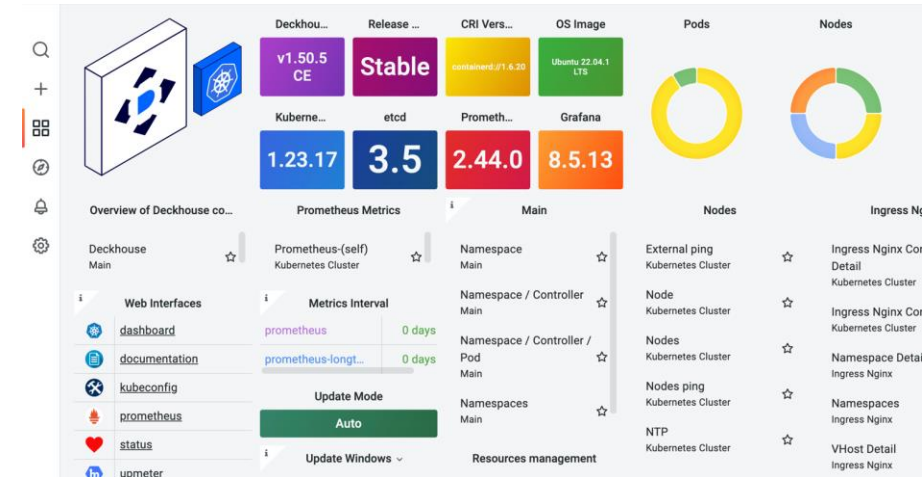 Deckhou...
Release ...
CRI Vers...
OS Image
Pods
Nodes
v1.50.5
CE
Stable
containerd://1.6.20
Ubuntu 22.04.1
LTS
Kuberne...
etcd
Prometh...
Grafana
1.23.17
3.5
2.44.0
8.5.13
Overview of Deckhouse co...
Deckhouse
Main
Prometheus Metrics
Prometheus-(self)
Kubernetes Cluster
i
Main
Namespace
Main
Namespace / Controller
Main
Namespace / Controller /
Pod
Main
Namespaces
Main
Nodes
External ping
Kubernetes Cluster
Node
Kubernetes Cluster
Nodes
Kubernetes Cluster
Nodes ping
Kubernetes Cluster
NTP
Kubernetes Cluster
Ingress Ng
Ingress Nginx Cor
Detail
Kubernetes Cluster
Ingress Nginx Cor
Kubernetes Cluster
Namespace Detai
Ingress Nginx
Namespaces
Ingress Nginx
VHost Detail
Ingress Nginx
i
Web Interfaces
dashboard
documentation
kubeconfig
prometheus
status
upmeter
i
Metrics Interval
prometheus 0 days
prometheus-longt... 0 days
Update Mode
Auto
i
Update Windows
Resources management